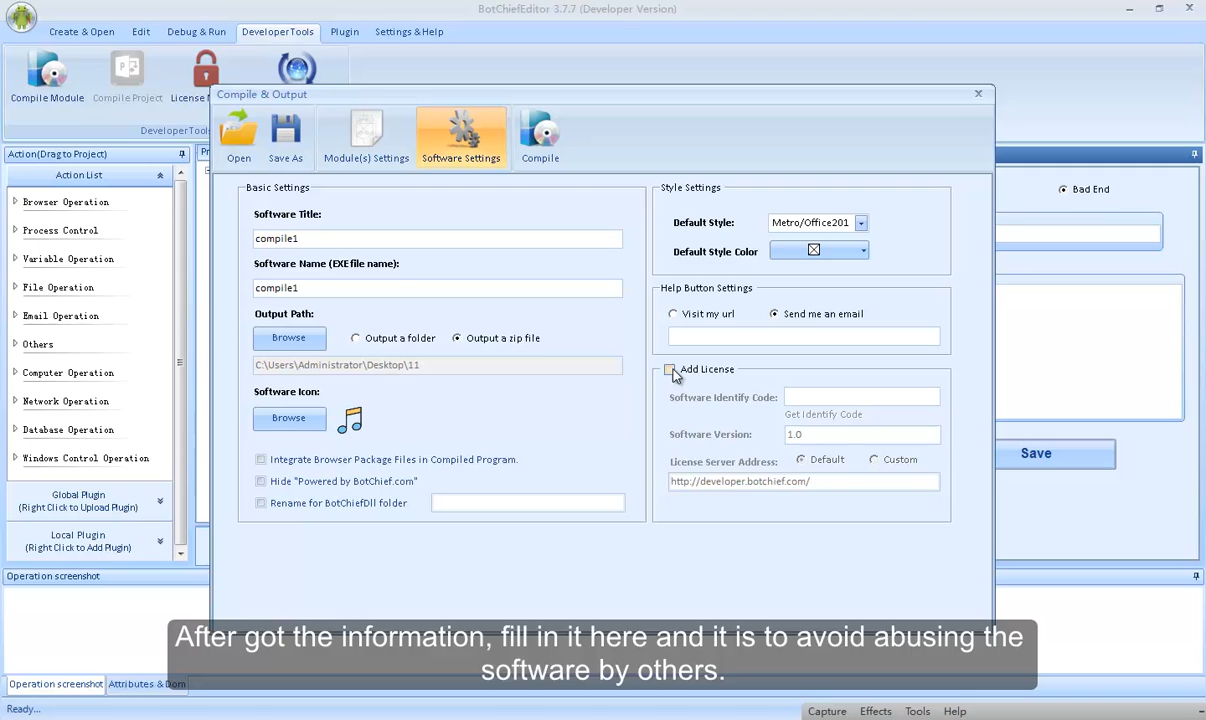 BotChiefEditor 3.7.7 (Developer Version)
Create & Open Edit Debug & Run DeveloperTools Plugin Settings & Help
Compile Module Compile Project License
DeveloperTools
Compile & Output
Open Save As Module(s) Settings Software Settings Compile
Action(Drag to Project)
Action List
Browser Operation
Process Control
Variable Operation
File Operation
Email Operation
Others
Computer Operation
Network Operation
Database Operation
Windows Control Operation
Global Plugin
(Right Click to Upload Plugin)
Local Plugin
(Right Click to Add Plugin)
Basic Settings
Software Title:
compile1
Software Name (EXE file name):
compile1
Output Path:
Browse Output a folder Output a zip file
C:\Users\Administrator\Desktop\11
Software Icon:
Browse
Integrate Browser Package Files in Compiled Program.
Hide "Powered by BotChief.com"
Rename for BotChiefDll folder
Style Settings
Default Style: Metro/Office201
Default Style Color
Help Button Settings
Visit my url Send me an email
Add License
Software Identify Code:
Get Identify Code
Software Version: 1.0
License Server Address: Default Custom
http://developer.botchief.com/
Bad End
Save
Operation screenshot
After got the information, fill in it here and it is to avoid abusing the
software by others.
Operation screenshot Attributes & Dom
Ready...
Capture Effects Tools Help